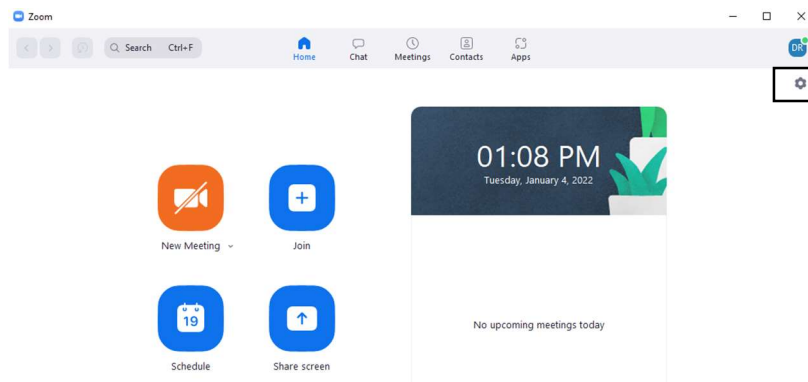 Zoom
Search Ctrl+F
Home
Chat
Meetings
Contacts
Apps
DR
01:08 PM
Tuesday, January 4, 2022
New Meeting
Join
19
Schedule
Share screen
No upcoming meetings today